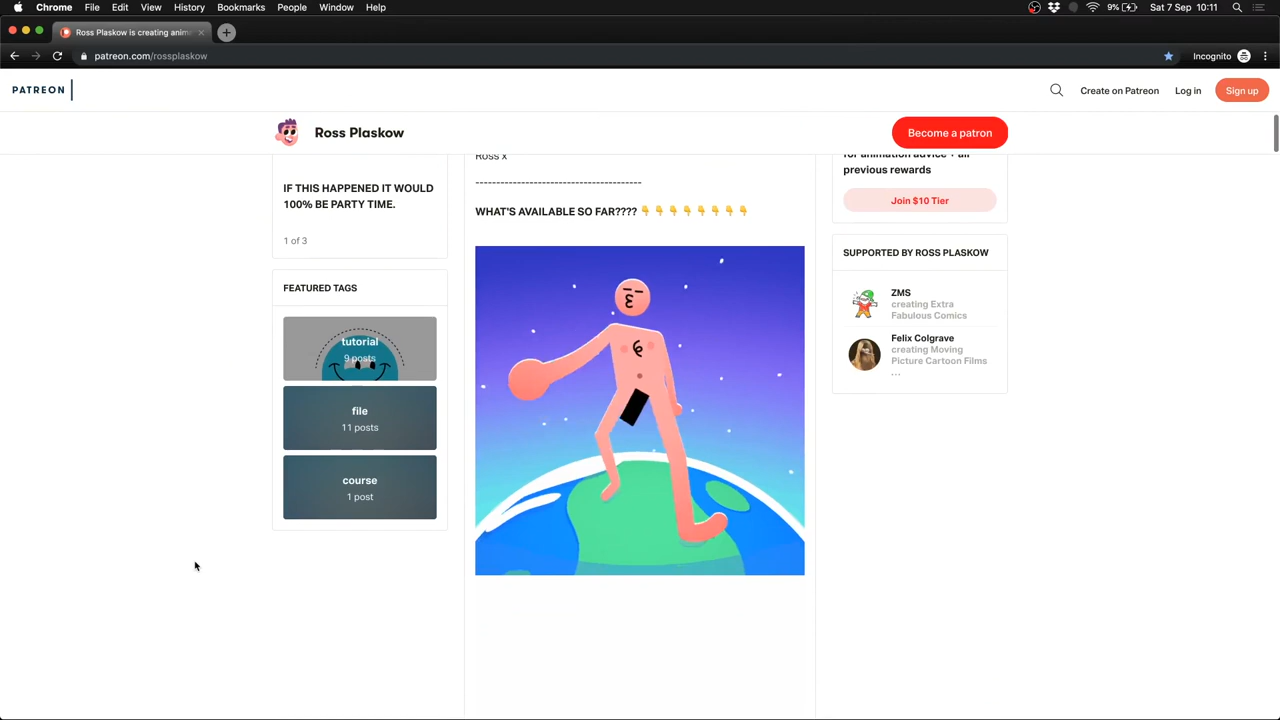 Chrome File Edit View History Bookmarks People Window Help
9% Sat 7 Sep 10:11
Ross Plaskow is creating anim
patreon.com/rossplaskow
Incognito
PATREON
Create on Patreon Log in Sign up
Ross Plaskow
Become a patron
IF THIS HAPPENED IT WOULD
100% BE PARTY TIME.
1 of 3
FEATURED TAGS
tutorial
9 posts
file
11 posts
course
1 post
Ross x
----------------------------------------
WHAT'S AVAILABLE SO FAR???? 👇 👇 👇 👇 👇 👇 👇 👇
for animation advice + all
previous rewards
Join $10 Tier
SUPPORTED BY ROSS PLASKOW
ZMS
creating Extra
Fabulous Comics
Felix Colgrave
creating Moving
Picture Cartoon Films
...